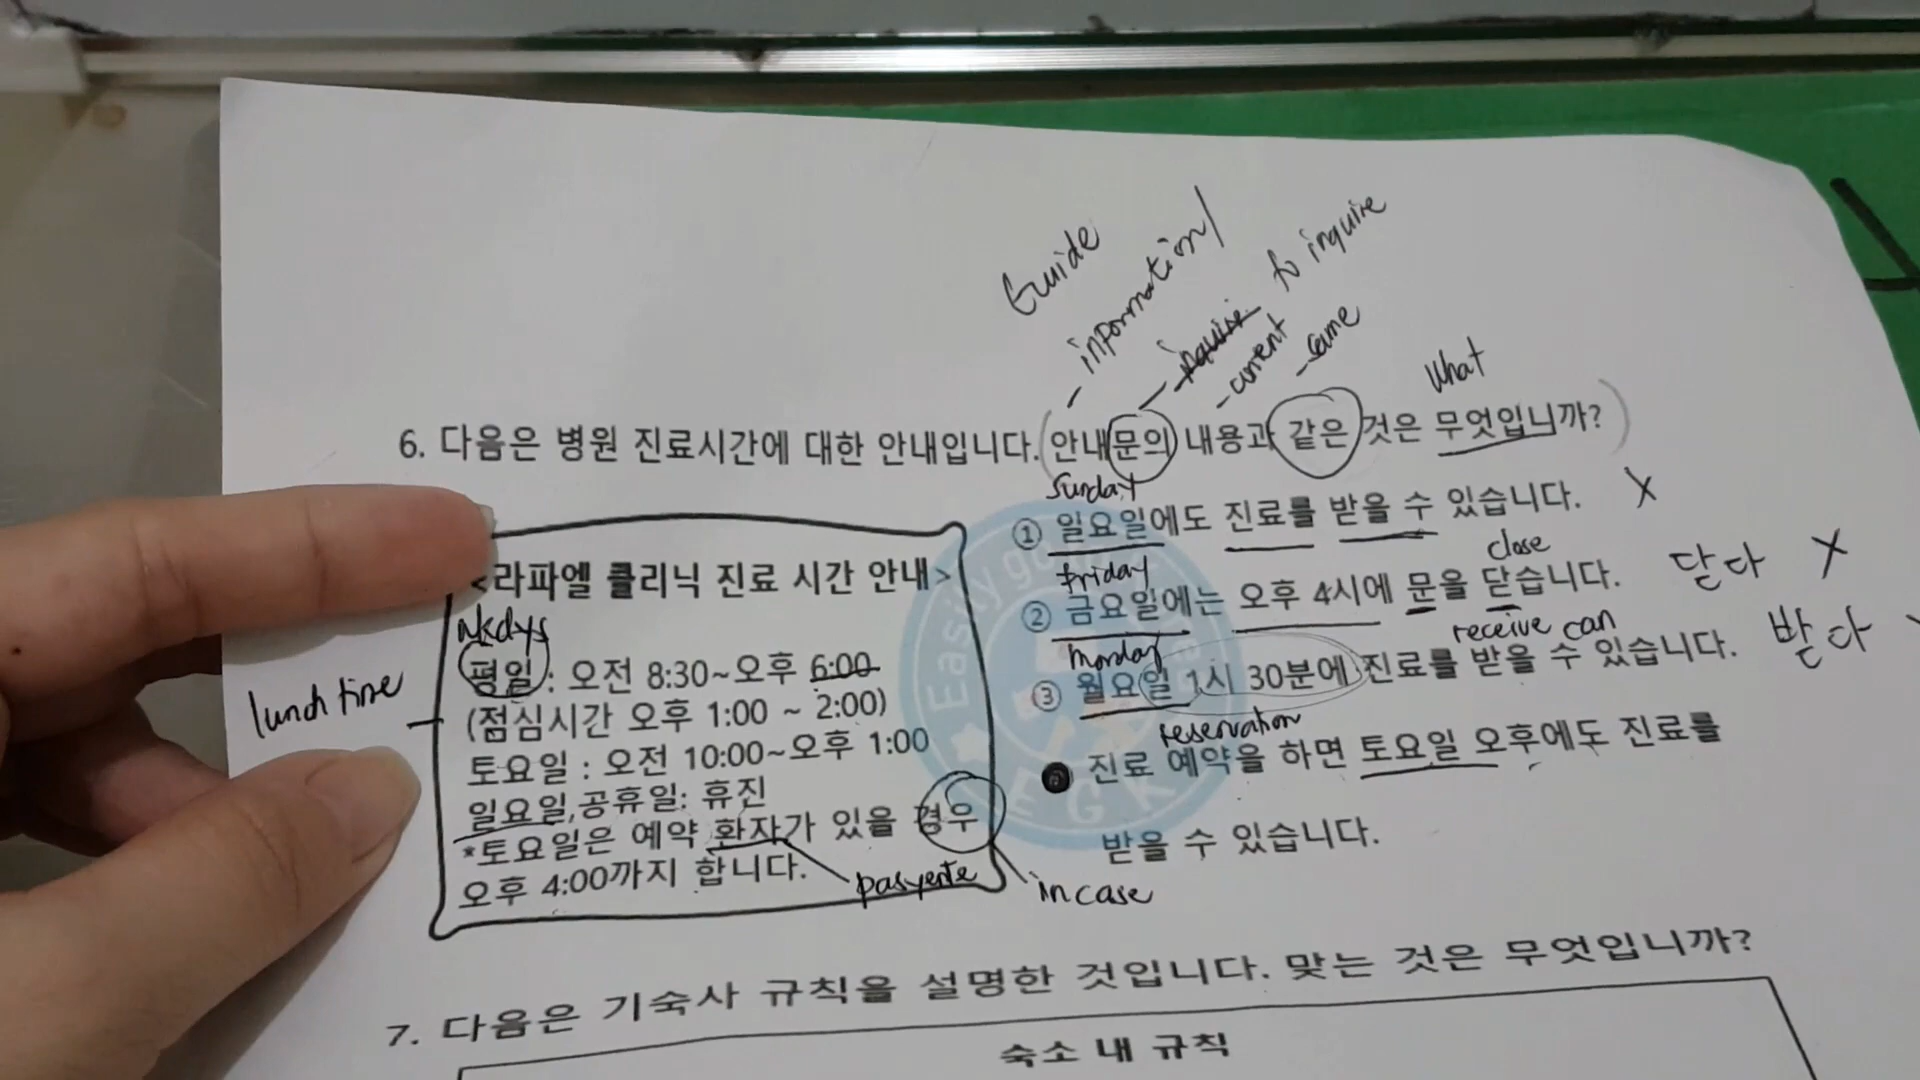 Guide
- information/
- inquire to inquire
- content
- same
What
6. 다음은 병원 진료시간에 대한 안내입니다. (안내문의 내용과 같은 것은 무엇입니까?)
<라파엘 클리닉 진료 시간 안내>
wkdys
평일 : 오전 8:30~오후 6:00
lunch time
(점심시간 오후 1:00 ~ 2:00)
토요일 : 오전 10:00~오후 1:00
일요일,공휴일: 휴진
*토요일은 예약 환자가 있을 경우
오후 4:00까지 합니다.
pasyente
in case
Sunday
① 일요일에도 진료를 받을 수 있습니다. X
friday close
② 금요일에는 오후 4시에 문을 닫습니다. 닫다 X
monday receive can
③ 월요일 1시 30분에 진료를 받을 수 있습니다. 받다
reservation
진료 예약을 하면 토요일 오후에도 진료를
받을 수 있습니다.
Easy
EGK
7. 다음은 기숙사 규칙을 설명한 것입니다. 맞는 것은 무엇입니까?
숙소 내 규칙